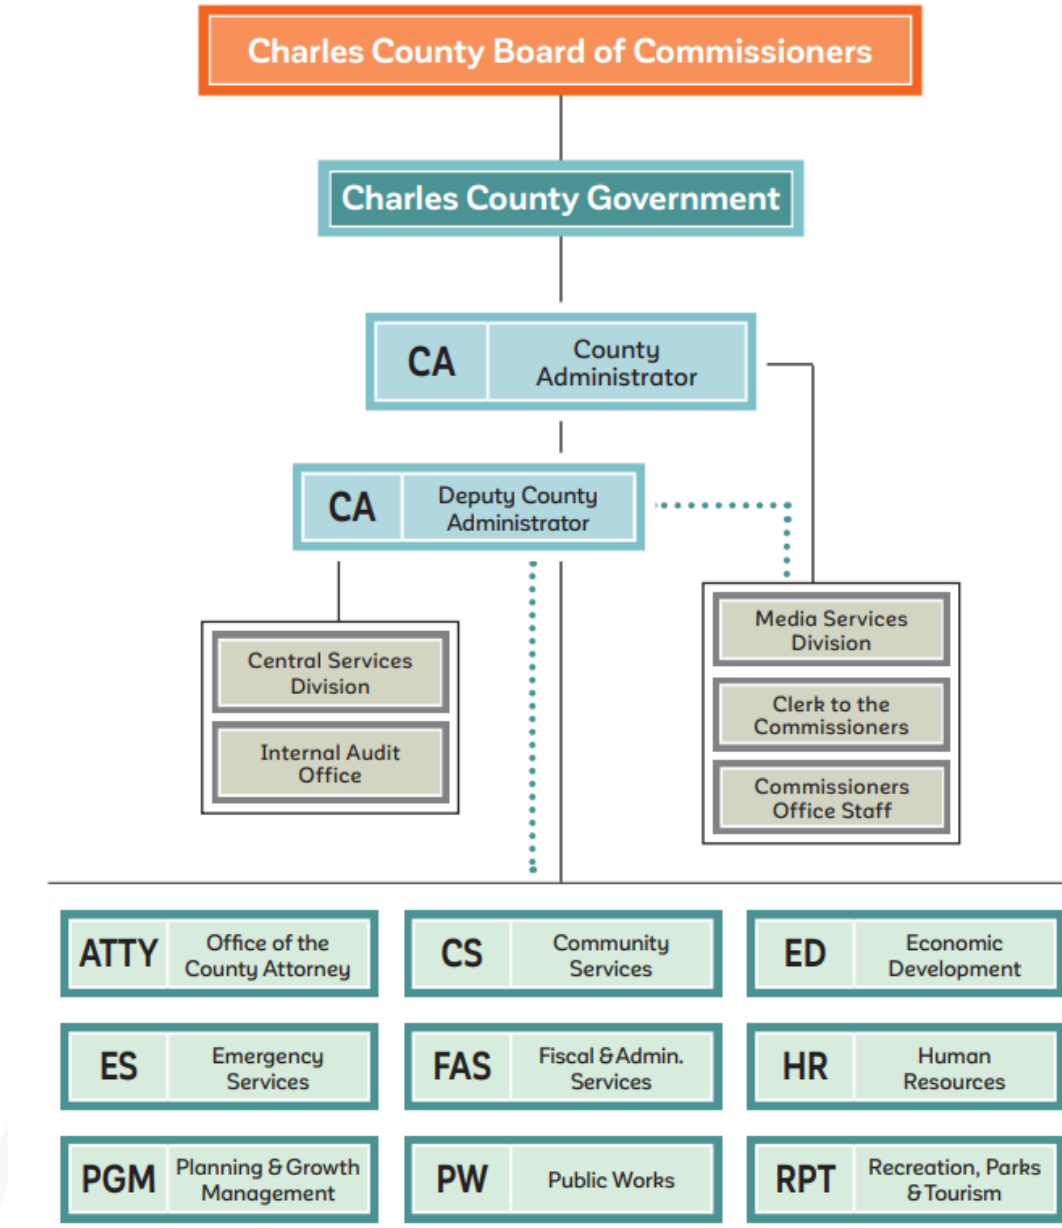 Charles County Board of Commissioners
Charles County Government
CA
County
Administrator
CA
Deputy County
Administrator
Central Services
Division
Internal Audit
Office
Media Services
Division
Clerk to the
Commissioners
Commissioners
Office Staff
ATTY
Office of the
County Attorney
CS
Community
Services
ED
Economic
Development
ES
Emergency
Services
FAS
Fiscal & Admin.
Services
HR
Human
Resources
PGM
Planning & Growth
Management
PW
Public Works
RPT
Recreation, Parks
& Tourism